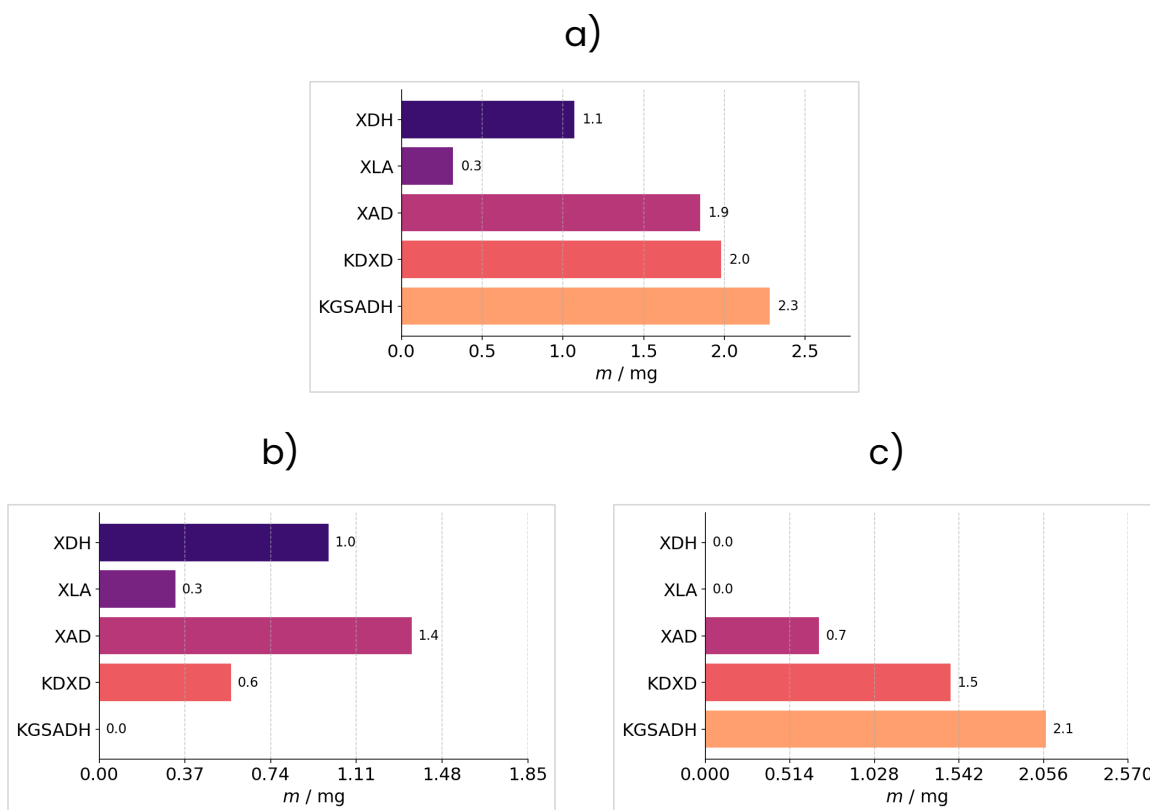 a)
XDH 1.1
XLA 0.3
XAD 1.9
KDXD 2.0
KGSADH 2.3
0.0 0.5 1.0 1.5 2.0 2.5
m / mg
b)
XDH 1.0
XLA 0.3
XAD 1.4
KDXD 0.6
KGSADH 0.0
0.00 0.37 0.74 1.11 1.48 1.85
m / mg
c)
XDH 0.0
XLA 0.0
XAD 0.7
KDXD 1.5
KGSADH 2.1
0.000 0.514 1.028 1.542 2.056 2.570
m / mg